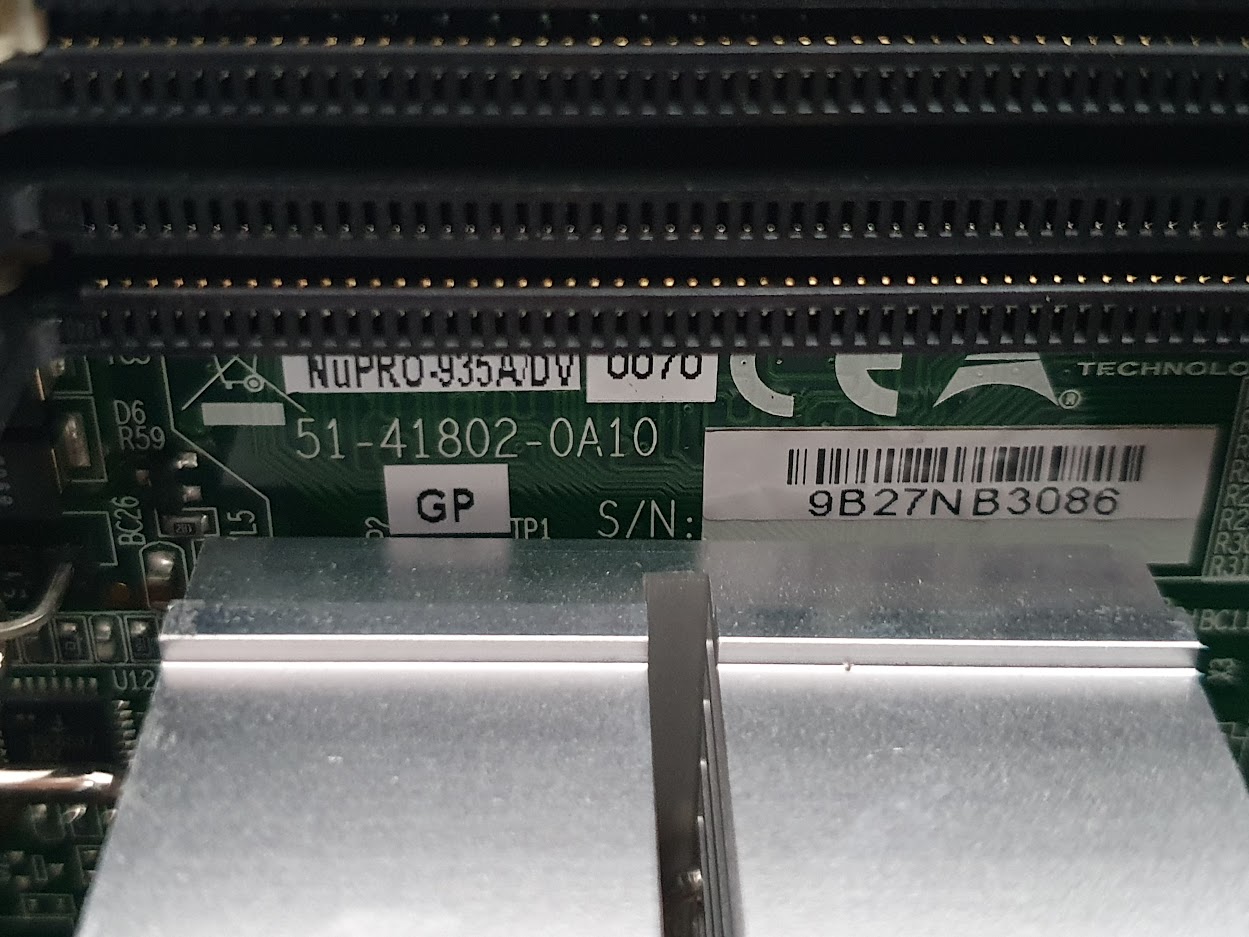 NuPRO-935A/DV 0070
TECHNOLO
51-41802-0A10
D6
R59
9B27NB3086
GP
S/N:
BC26
L5
TP1
U12